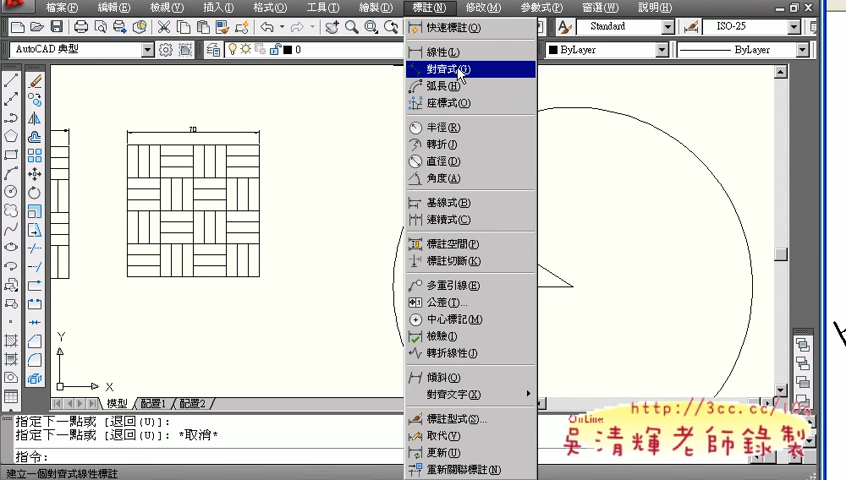 檔案(F) 編輯(E) 檢視(V) 插入(I) 格式(O) 工具(T) 繪製(D) 標註(N) 修改(M) 參數(P) 窗選(W) 說明(H)
Standard ISO-25
AutoCAD 典型 0 ByLayer ByLayer
快速標註(Q)
線性(L)
對齊式(G)
弧長(H)
座標式(O)
半徑(R)
轉折(J)
直徑(D)
角度(A)
基線式(B)
連續式(C)
標註空間(P)
標註切斷(K)
多重引線(E)
公差(T)...
中心標記(M)
檢驗(I)
轉折線性(J)
傾斜(Q)
對齊文字(X)
標註型式(S)...
取代(V)
更新(U)
重新關聯標註(N)
70
Y
X
模型 配置1 配置2
指定下一點或 [退回(U)]:
指定下一點或 [退回(U)]: *取消*
指令:
建立一個對齊式線性標註
http://3cc.cc/10q
OnLine
吳清輝老師錄製